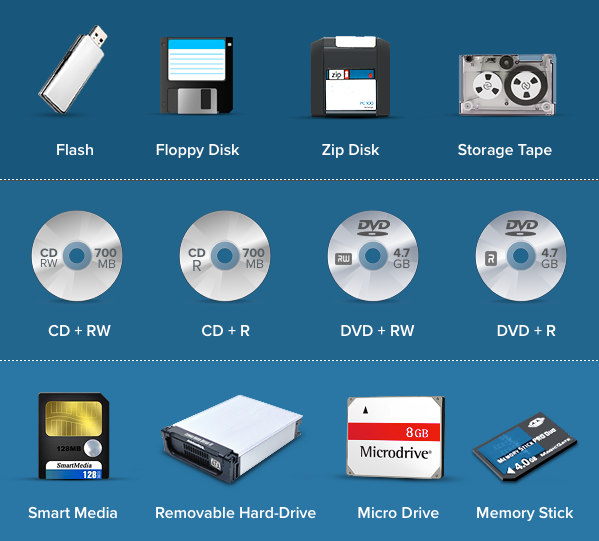 zip
PC100
Flash
Floppy Disk
Zip Disk
Storage Tape
CD
RW
700
MB
CD
R
700
MB
DVD
RW
4.7
GB
DVD
R
4.7
GB
CD + RW
CD + R
DVD + RW
DVD + R
128MB
SmartMedia
128
8GB
Microdrive
MEMORY STICK PRO Duo
4.0GB
MagicGate
Smart Media
Removable Hard-Drive
Micro Drive
Memory Stick